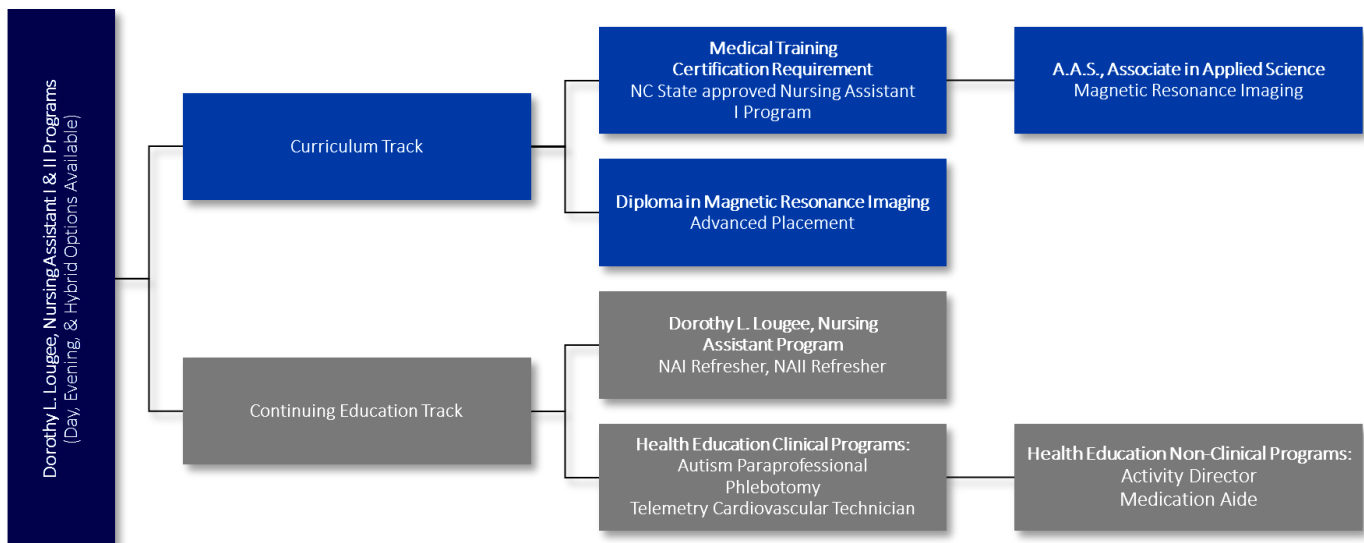 Dorothy L. Lougee, Nursing Assistant I & II Programs
(Day, Evening, & Hybrid Options Available)
Curriculum Track
Medical Training
Certification Requirement
NC State approved Nursing Assistant
I Program
A.A.S., Associate in Applied Science
Magnetic Resonance Imaging
Diploma in Magnetic Resonance Imaging
Advanced Placement
Continuing Education Track
Dorothy L. Lougee, Nursing
Assistant Program
NAI Refresher, NAII Refresher
Health Education Clinical Programs:
Autism Paraprofessional
Phlebotomy
Telemetry Cardiovascular Technician
Health Education Non-Clinical Programs:
Activity Director
Medication Aide